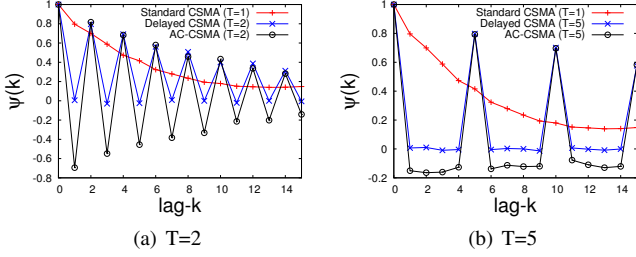 Standard CSMA (T=1)
Delayed CSMA (T=2)
AC-CSMA (T=2)
1
0.8
0.6
0.4
0.2
0
-0.2
-0.4
-0.6
-0.8
ψ(k)
0 2 4 6 8 10 12 14
lag-k
(a) T=2
Standard CSMA (T=1)
Delayed CSMA (T=5)
AC-CSMA (T=5)
1
0.8
0.6
0.4
0.2
0
-0.2
ψ(k)
0 2 4 6 8 10 12 14
lag-k
(b) T=5